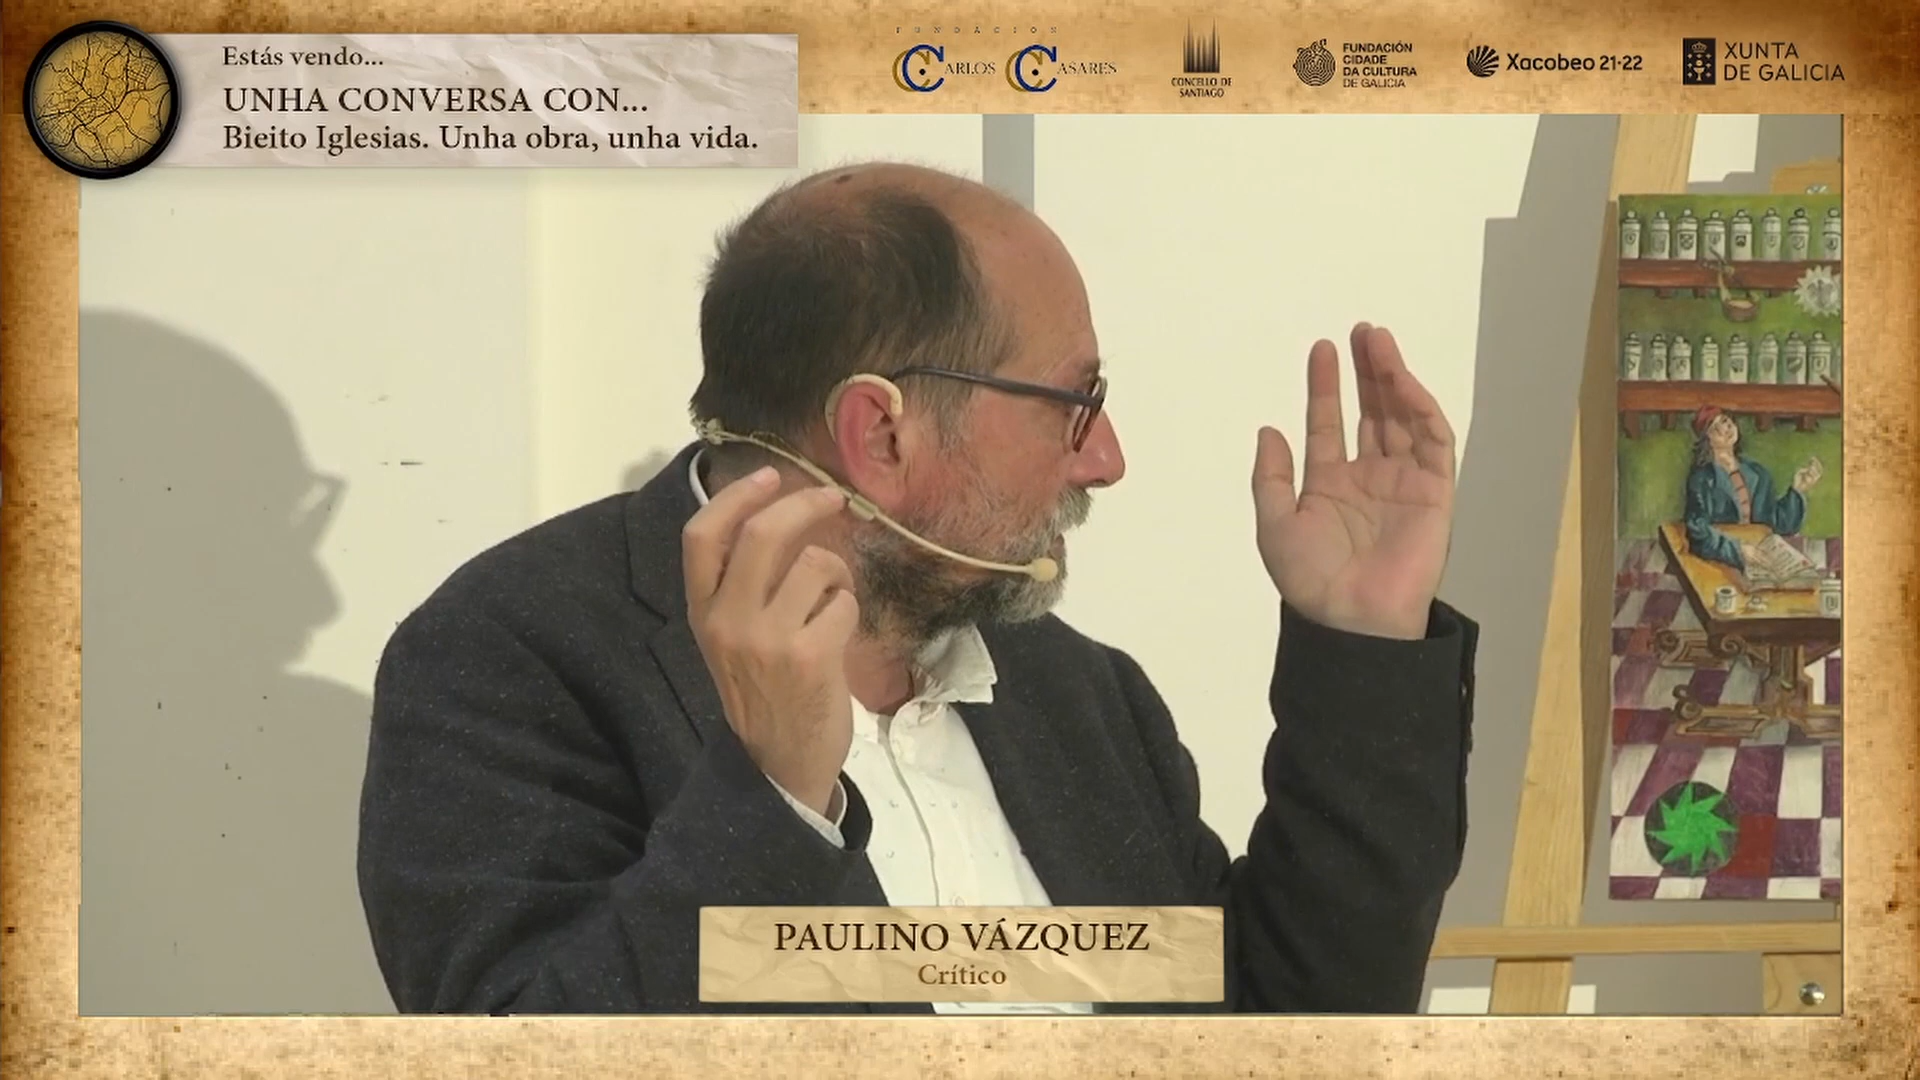 Estás vendo...
UNHA CONVERSA CON...
Bieito Iglesias. Unha obra, unha vida.
FUNDACIÓN
CARLOS CASARES
CONCELLO DE
SANTIAGO
FUNDACIÓN
CIDADE
DA CULTURA
DE GALICIA
Xacobeo 21·22
XUNTA
DE GALICIA
PAULINO VÁZQUEZ
Crítico